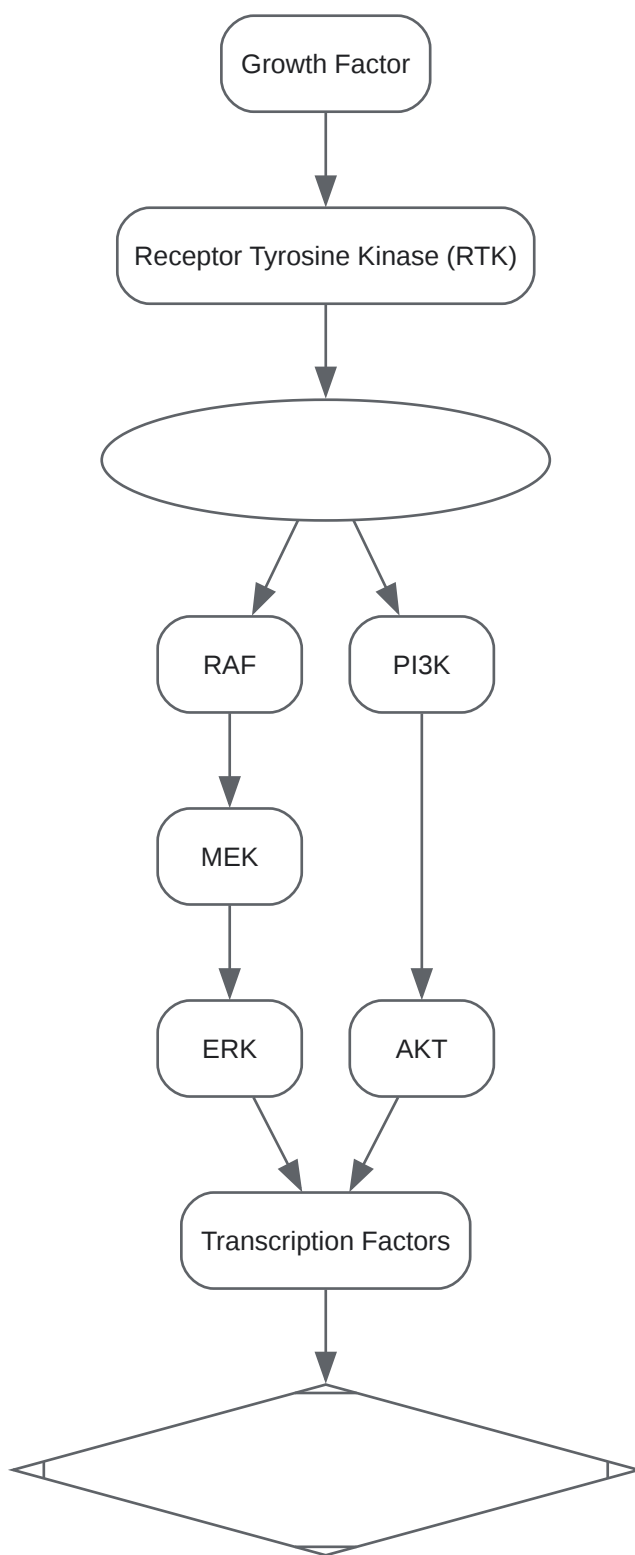 Growth Factor
Receptor Tyrosine Kinase (RTK)
RAF
PI3K
MEK
ERK
AKT
Transcription Factors